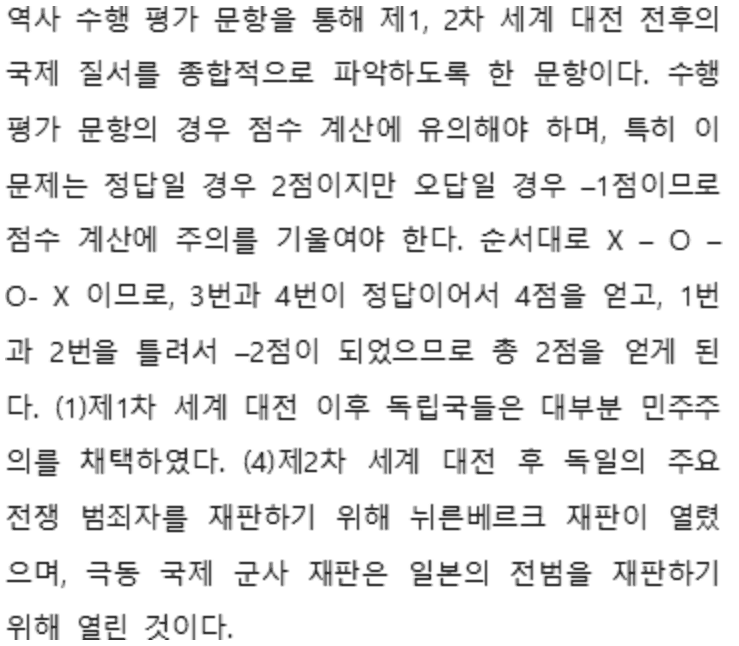 역사 수행 평가 문항을 통해 제1, 2차 세계 대전 전후의
국제 질서를 종합적으로 파악하도록 한 문항이다. 수행
평가 문항의 경우 점수 계산에 유의해야 하며, 특히 이
문제는 정답일 경우 2점이지만 오답일 경우 –1점이므로
점수 계산에 주의를 기울여야 한다. 순서대로 X – O –
O- X 이므로, 3번과 4번이 정답이어서 4점을 얻고, 1번
과 2번을 틀려서 –2점이 되었으므로 총 2점을 얻게 된
다. (1)제1차 세계 대전 이후 독립국들은 대부분 민주주
의를 채택하였다. (4)제2차 세계 대전 후 독일의 주요
전쟁 범죄자를 재판하기 위해 뉘른베르크 재판이 열렸
으며, 극동 국제 군사 재판은 일본의 전범을 재판하기
위해 열린 것이다.